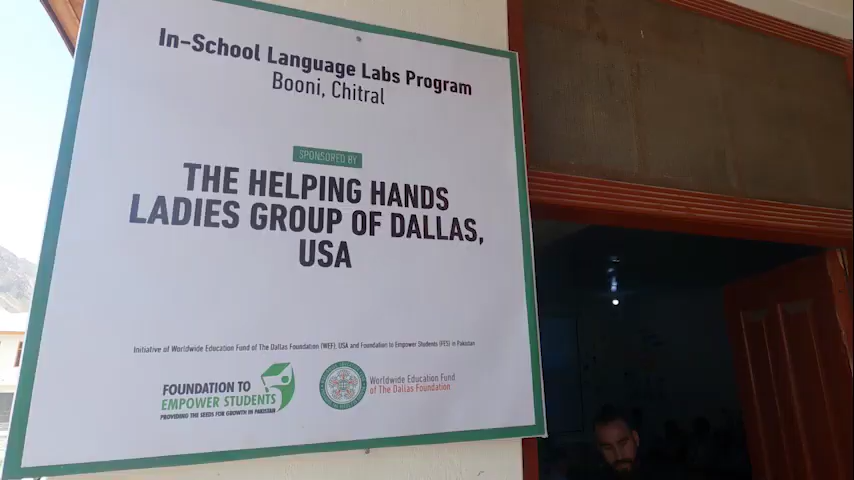 In-School Language Labs Program
Booni, Chitral
SPONSORED BY
THE HELPING HANDS
LADIES GROUP OF DALLAS,
USA
Initiative of Worldwide Education Fund of The Dallas Foundation (WEF); USA and Foundation to Empower Students (FES) in Pakistan
FOUNDATION TO
EMPOWER STUDENTS
PROVIDING THE SEEDS FOR GROWTH IN PAKISTAN
Worldwide Education Fund
of The Dallas Foundation